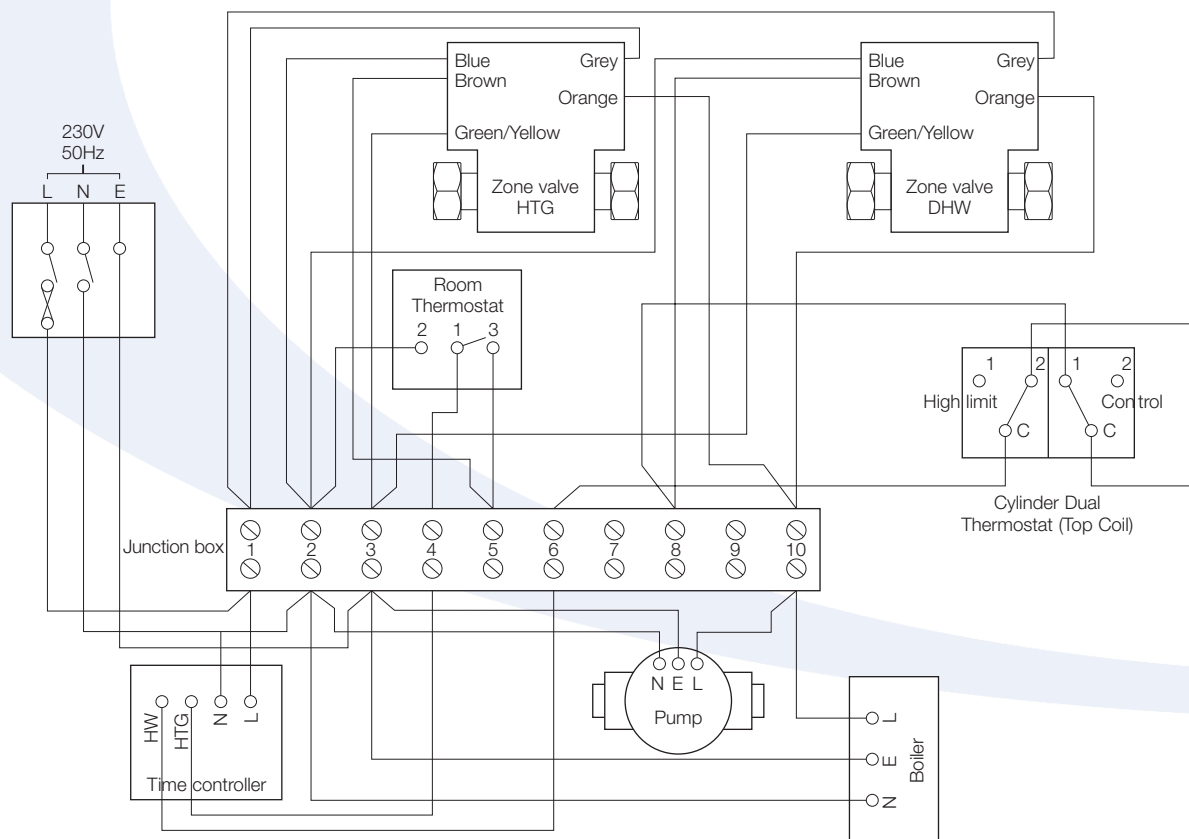 Blue
Grey
Brown
Orange
Green/Yellow
Zone valve
HTG
Blue
Grey
Brown
Orange
Green/Yellow
Zone valve
DHW
230V
50Hz
L N E
Room
Thermostat
2 1 3
1 2 1 2
High limit
Control
C C
Cylinder Dual
Thermostat (Top Coil)
Junction box
1 2 3 4 5 6 7 8 9 10
HW HTG N L
Time controller
N E L
Pump
L
E
N
Boiler